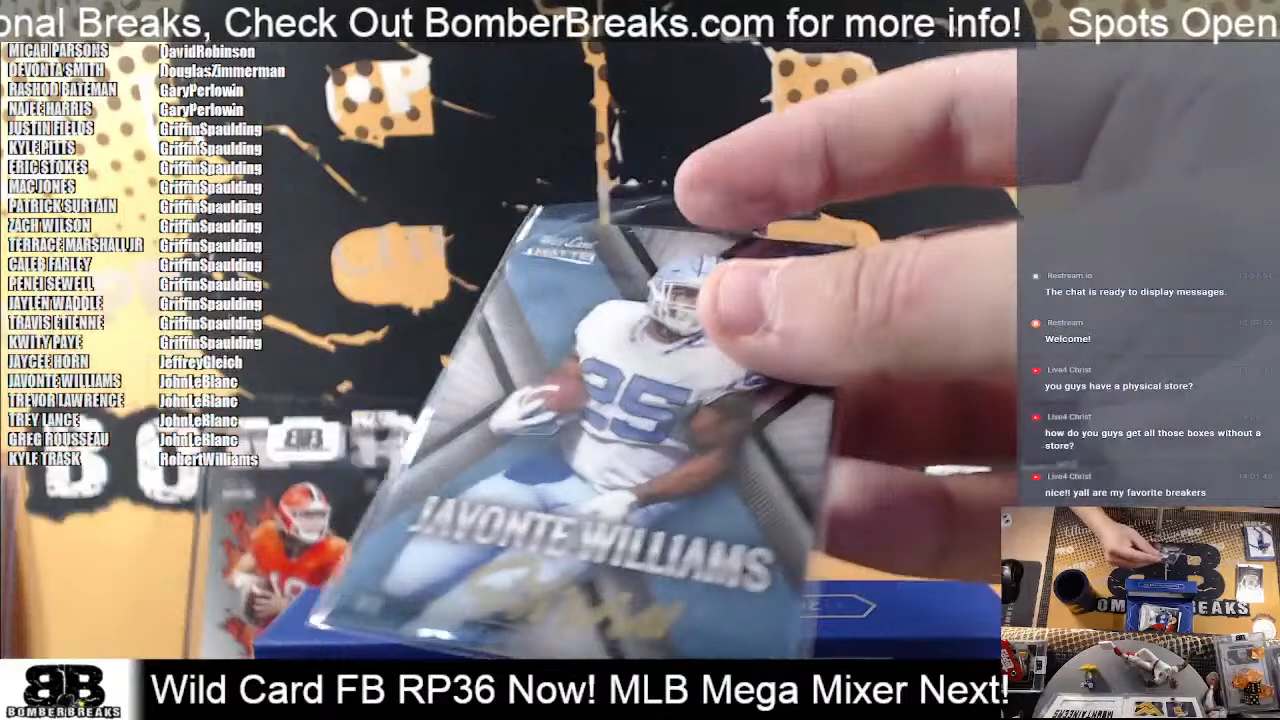 onal Breaks, Check Out BomberBreaks.com for more info! Spots Open
MICAH PARSONS DavidRobinson
DEVONTA SMITH DouglasZimmerman
RASHOD BATEMAN GaryPerlowin
NAJEE HARRIS GaryPerlowin
JUSTIN FIELDS GriffinSpaulding
KYLE PITTS GriffinSpaulding
ERIC STOKES GriffinSpaulding
MAC JONES GriffinSpaulding
PATRICK SURTAIN GriffinSpaulding
ZACH WILSON GriffinSpaulding
TERRACE MARSHALL JR GriffinSpaulding
CALEB FARLEY GriffinSpaulding
PENEI SEWELL GriffinSpaulding
JAYLEN WADDLE GriffinSpaulding
TRAVIS ETIENNE GriffinSpaulding
KWITY PAYE GriffinSpaulding
JAYCEE HORN JeffreyGleich
JAVONTE WILLIAMS JohnLeBlanc
TREVOR LAWRENCE JohnLeBlanc
TREY LANCE JohnLeBlanc
GREG ROUSSEAU JohnLeBlanc
KYLE TRASK RobertWilliams
Wild Card
MATTE
25
JAVONTE WILLIAMS
Restream.io
The chat is ready to display messages.
Restream
Welcome!
Live4 Christ
you guys have a physical store?
Live4 Christ
how do you guys get all those boxes without a
store?
Live4 Christ
nice!! yall are my favorite breakers
BB
BOMBERBREAKS
Wild Card FB RP36 Now! MLB Mega Mixer Next!